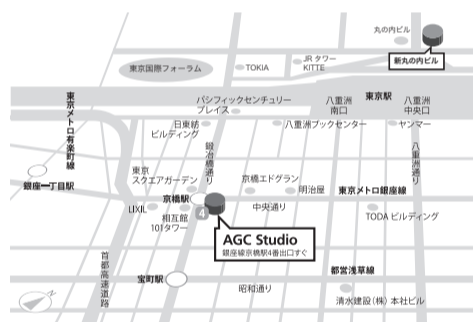 丸の内ビル
新丸の内ビル
JRタワー
KITTE
東京国際フォーラム
TOKIA
東京駅
パシフィックセンチュリー
プレイス
八重洲
南口
八重洲
中央口
東京メトロ有楽町線
日東紡
ビルディング
八重洲ブックセンター
ヤンマー
鍛冶橋通り
八重洲通り
東京
スクエアガーデン
京橋エドグラン
明治屋
東京メトロ銀座線
銀座一丁目駅
京橋駅
LIXIL
4
中央通り
相互館
101タワー
TODA ビルディング
AGC Studio
銀座線京橋駅4番出口すぐ
首都高速道路
宝町駅
都営浅草線
昭和通り
清水建設(株)本社ビル